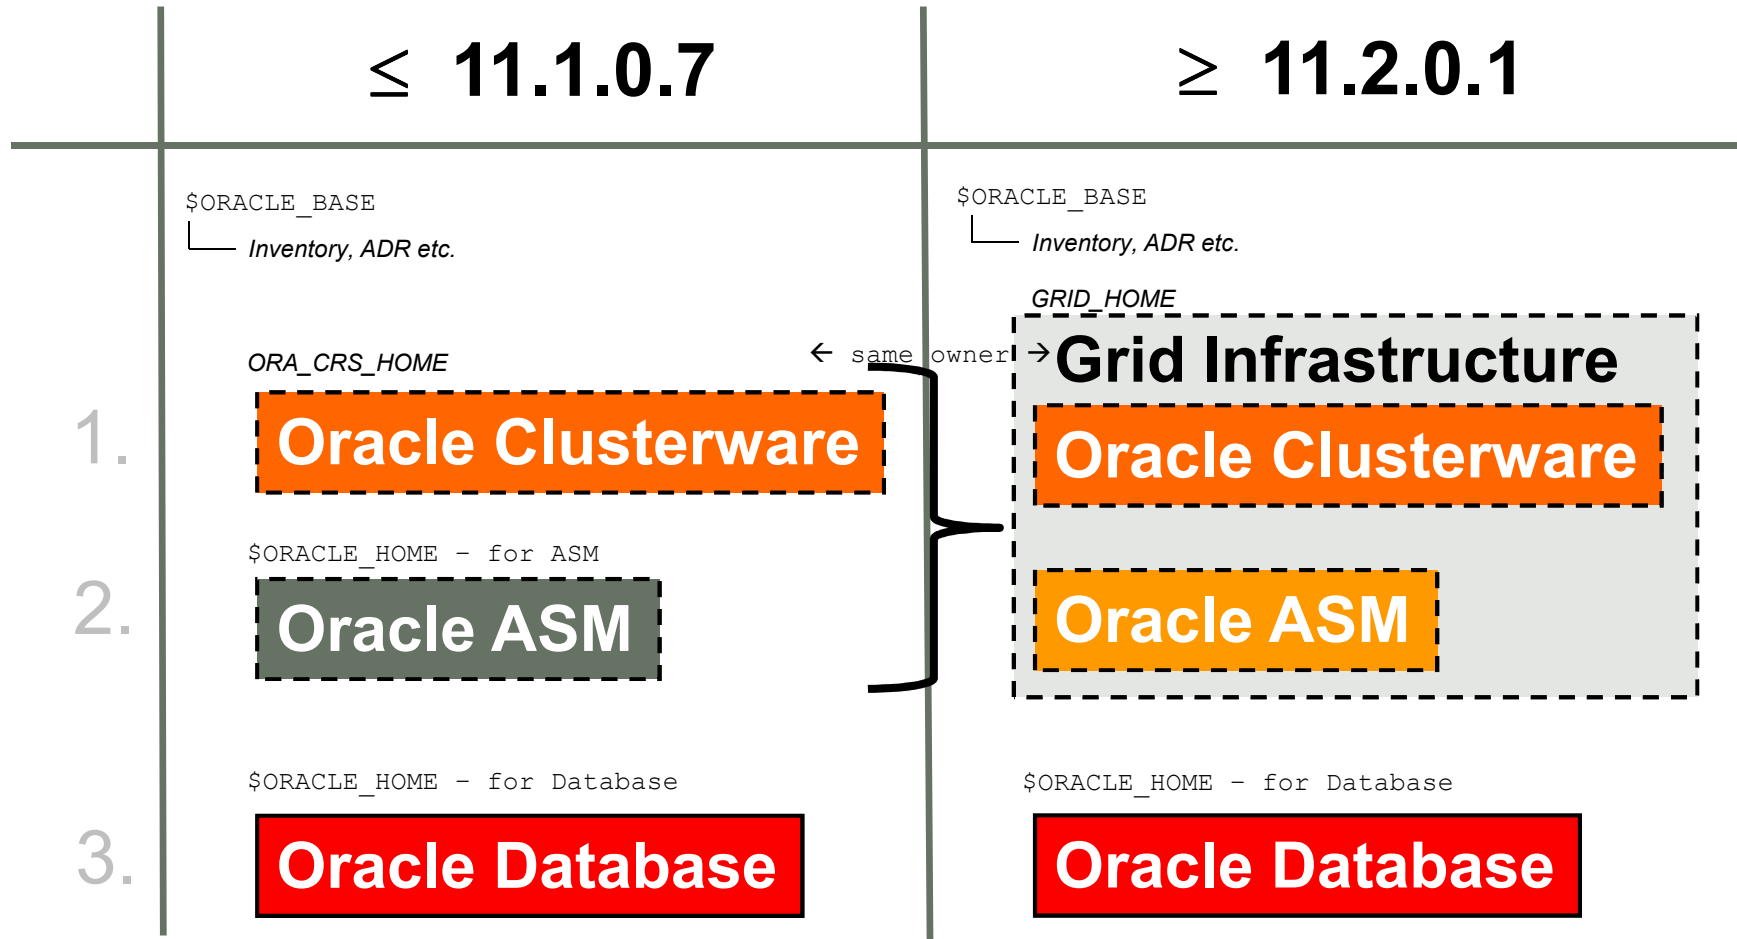 ≤ 11.1.0.7
≥ 11.2.0.1
$ORACLE_BASE
Inventory, ADR etc.
$ORACLE_BASE
Inventory, ADR etc.
GRID_HOME
← same owner →
Grid Infrastructure
ORA_CRS_HOME
1.
Oracle Clusterware
Oracle Clusterware
$ORACLE_HOME – for ASM
2.
Oracle ASM
Oracle ASM
$ORACLE_HOME – for Database
$ORACLE_HOME – for Database
3.
Oracle Database
Oracle Database